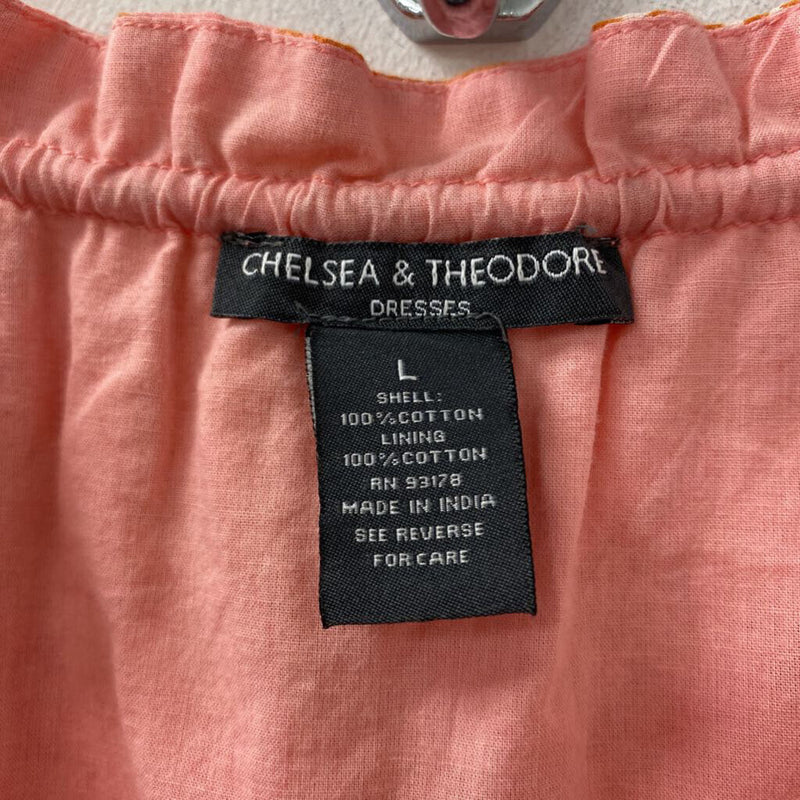 CHELSEA & THEODORE
DRESSES
L
SHELL:
100%COTTON
LINING
100%COTTON
RN 93178
MADE IN INDIA
SEE REVERSE
FOR CARE